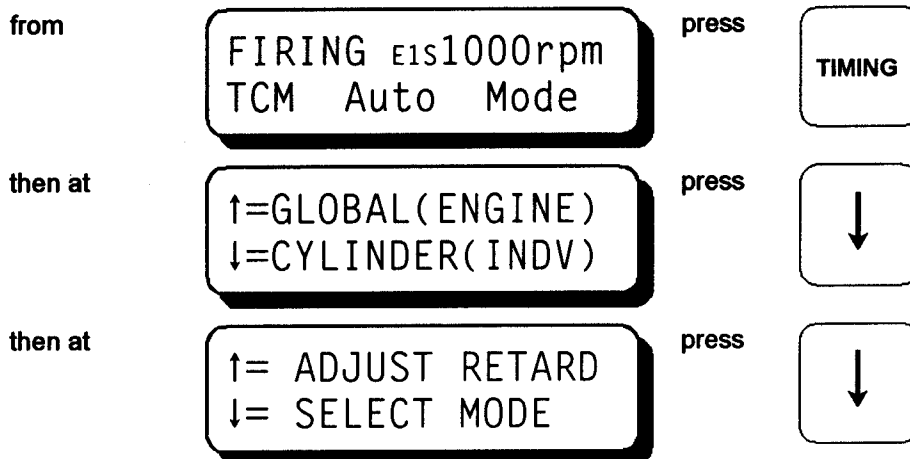 from
FIRING E1S1000rpm
TCM Auto Mode
press
TIMING
then at
↑=GLOBAL(ENGINE)
↓=CYLINDER(INDV)
press
↓
then at
↑= ADJUST RETARD
↓= SELECT MODE
press
↓